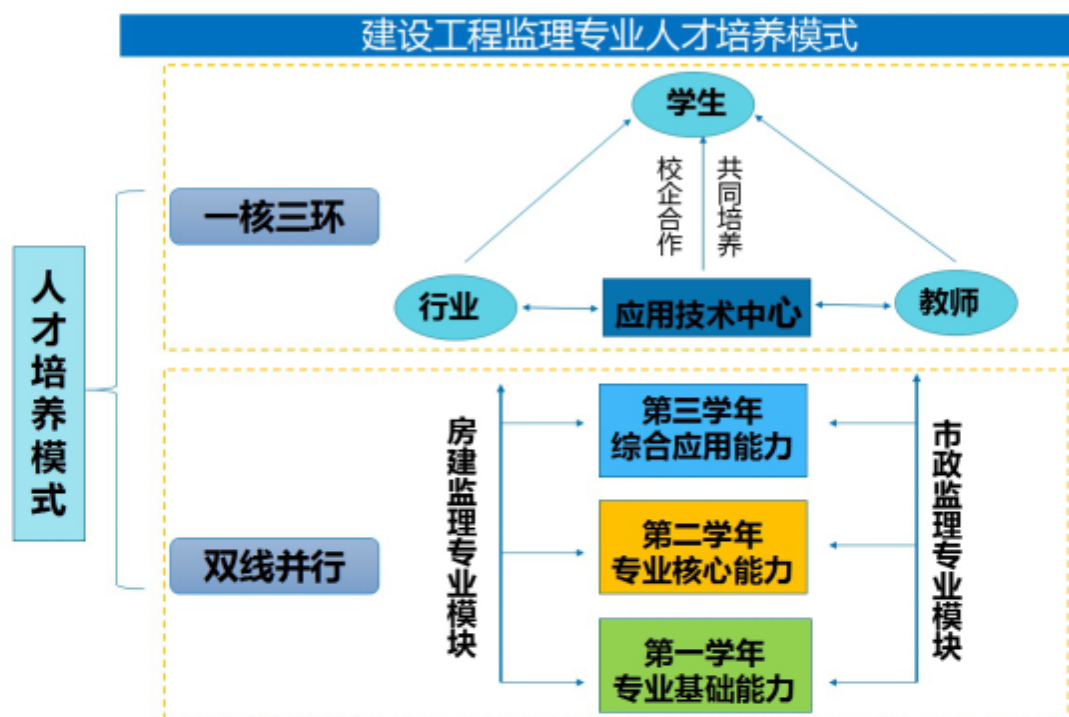 建设工程监理专业人才培养模式
学生
校企合作
共同培养
一核三环
行业
应用技术中心
教师
人才培养模式
房建监理专业模块
第三学年
综合应用能力
市政监理专业模块
第二学年
专业核心能力
双线并行
第一学年
专业基础能力